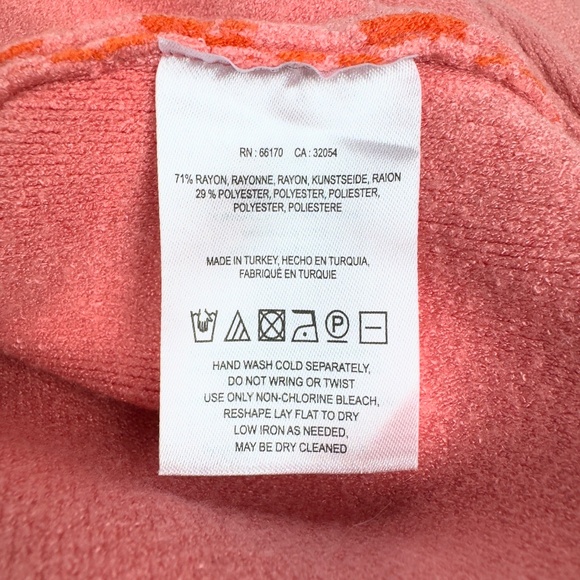 RN : 66170 CA : 32054
71% RAYON, RAYONNE, RAYON, KUNSTSEIDE, RAION
29 % POLYESTER, POLYESTER, POLIESTER,
POLYESTER, POLIESTERE
MADE IN TURKEY, HECHO EN TURQUIA,
FABRIQUÉ EN TURQUIE
P
HAND WASH COLD SEPARATELY,
DO NOT WRING OR TWIST
USE ONLY NON-CHLORINE BLEACH,
RESHAPE LAY FLAT TO DRY
LOW IRON AS NEEDED,
MAY BE DRY CLEANED